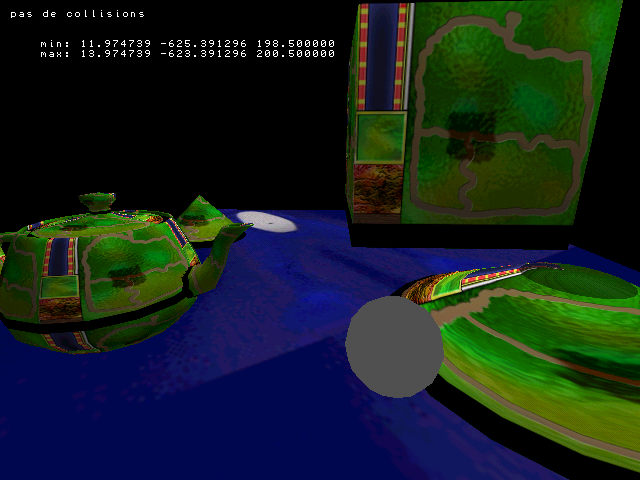 pas de collisions
min: 11.974739 -625.391296 198.500000
max: 13.974739 -623.391296 200.500000